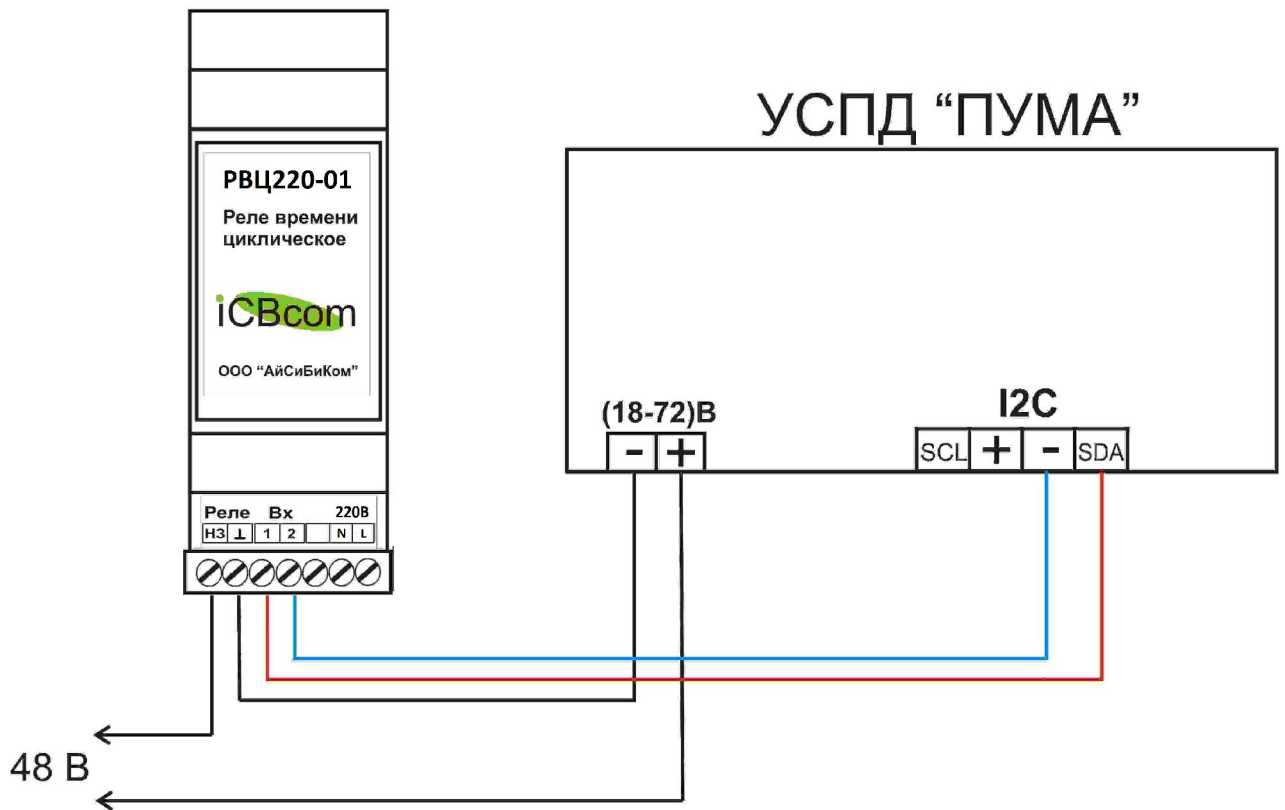 УСПД “ПУМА”
РВЦ220-01
Реле времени
циклическое
iCBcom
ООО “АйСиБиКом”
(18-72)В
- +
I2C
SCL + - SDA
Реле Вх 220В
НЗ ⊥ 1 2 N L
48 В